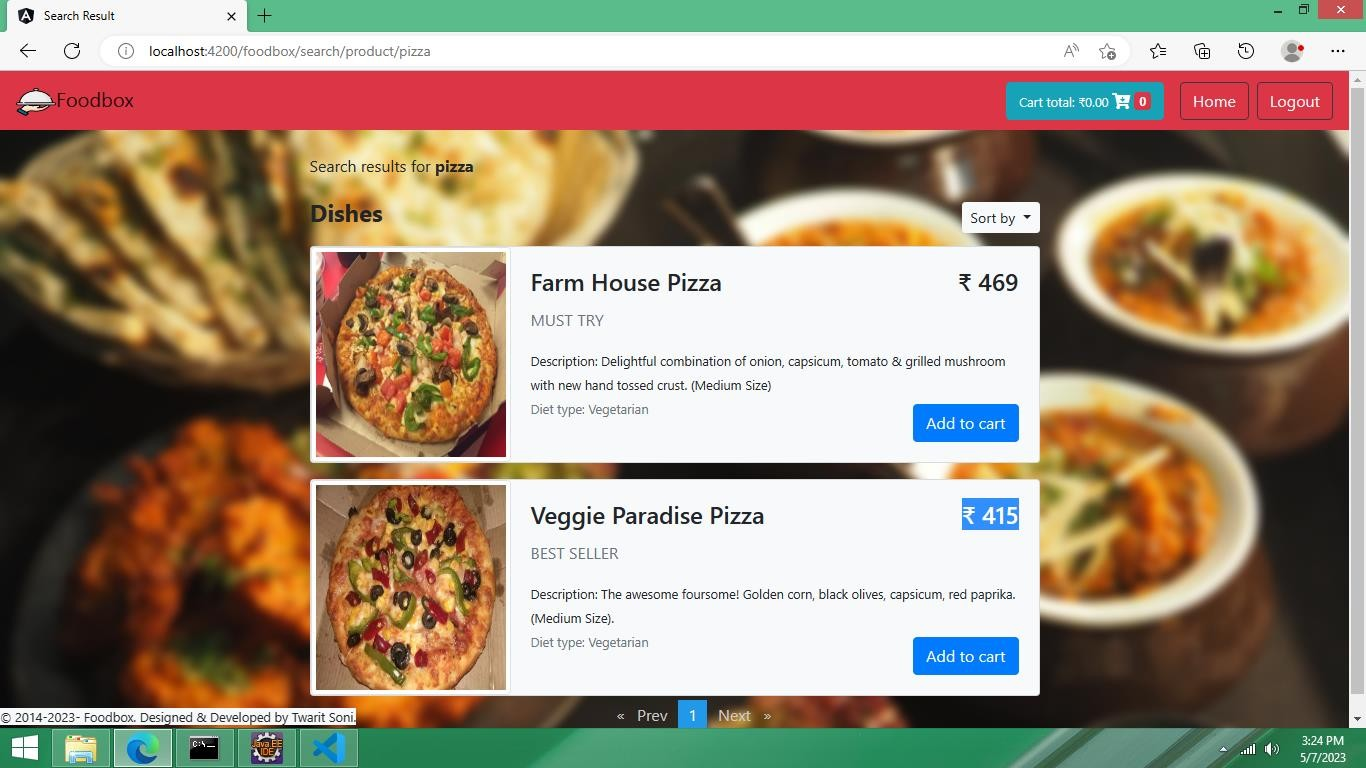 Search Result
localhost:4200/foodbox/search/product/pizza
Foodbox
Cart total: ₹0.00 0
Home
Logout
Search results for pizza
Dishes
Sort by
Farm House Pizza
₹ 469
MUST TRY
Description: Delightful combination of onion, capsicum, tomato & grilled mushroom
with new hand tossed crust. (Medium Size)
Diet type: Vegetarian
Add to cart
Veggie Paradise Pizza
₹ 415
BEST SELLER
Description: The awesome foursome! Golden corn, black olives, capsicum, red paprika.
(Medium Size).
Diet type: Vegetarian
Add to cart
« Prev 1 Next »
© 2014-2023- Foodbox. Designed & Developed by Twarit Soni.
C:\_
Java EE
IDE
3:24 PM
5/7/2023